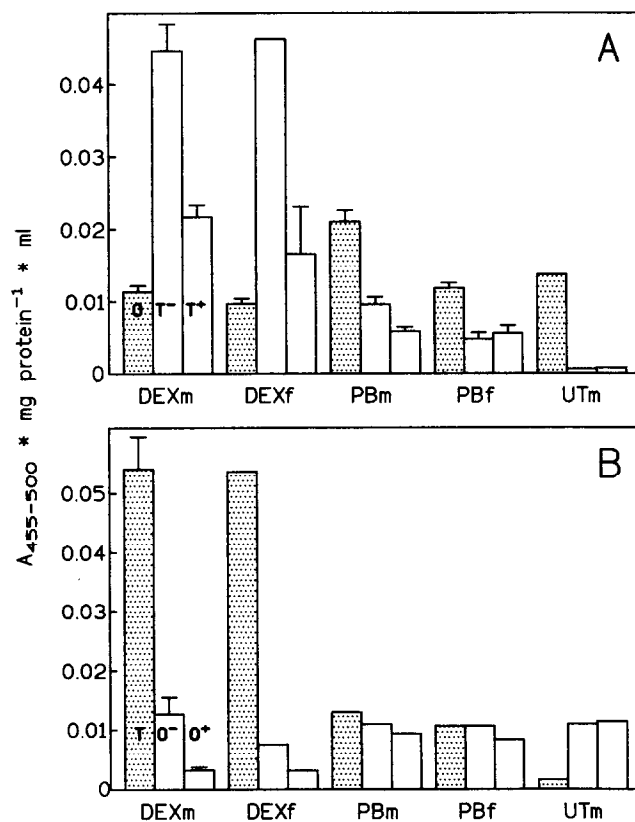 A
A455-500 * mg protein⁻¹ * ml
0.04
0.03
0.02
0.01
0
O T⁻ T⁺
DEXm DEXf PBm PBf UTm
B
0.05
0.04
0.03
0.02
0.01
0
T O⁻ O⁺
DEXm DEXf PBm PBf UTm